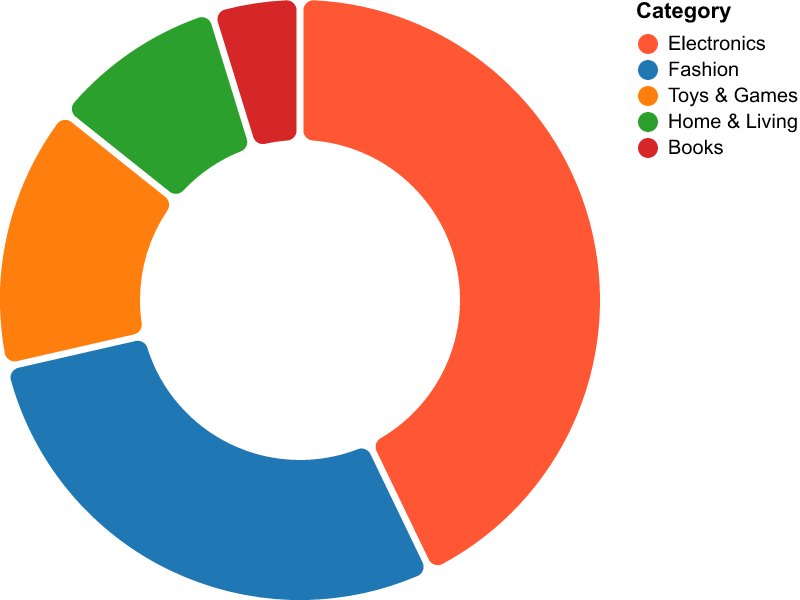 Category
Electronics
Fashion
Toys & Games
Home & Living
Books